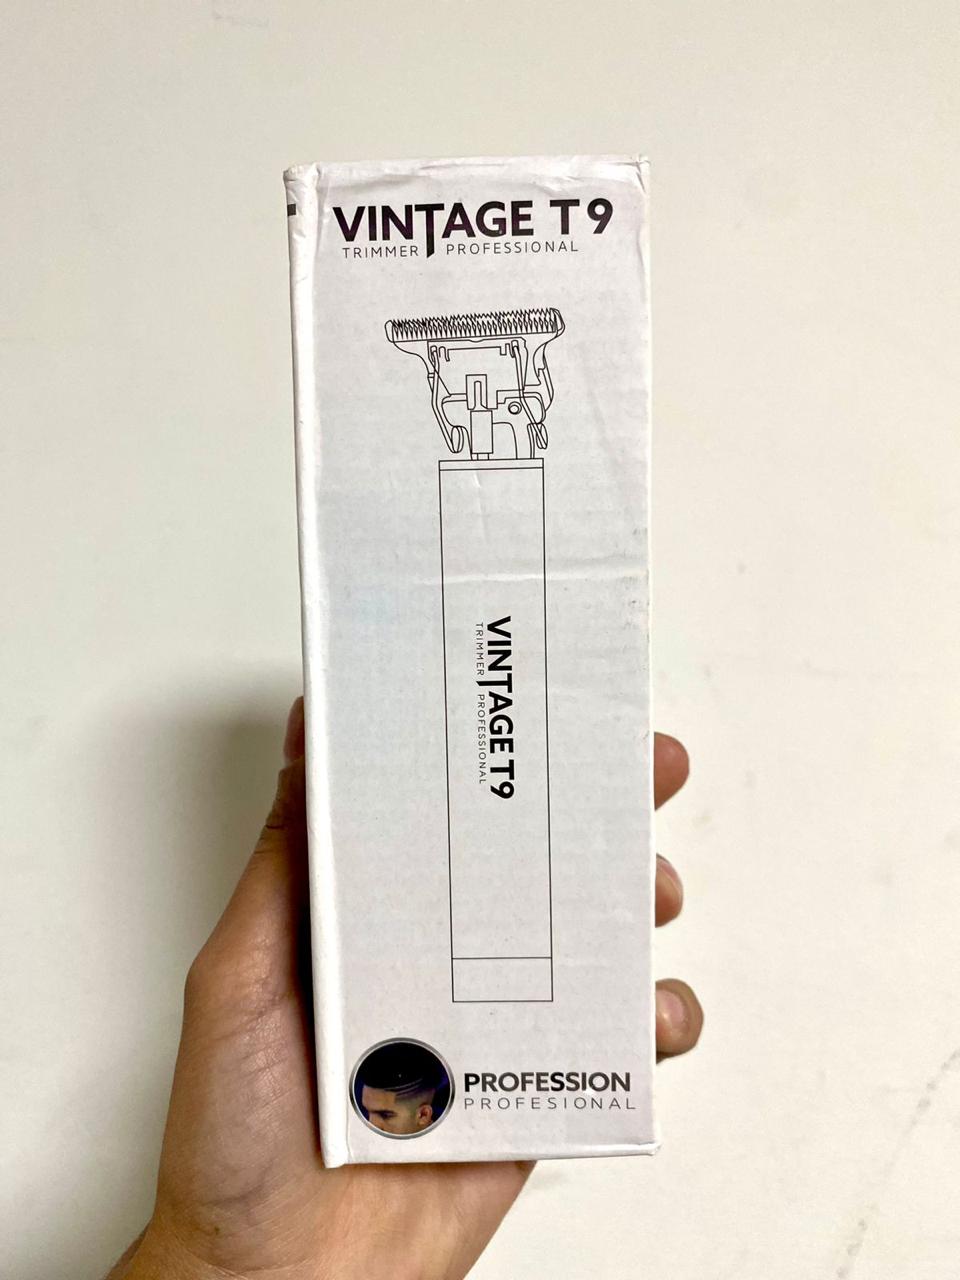 VINTAGE T9
TRIMMER PROFESSIONAL
VINTAGE T9
TRIMMER PROFESSIONAL
PROFESSION
PROFESIONAL